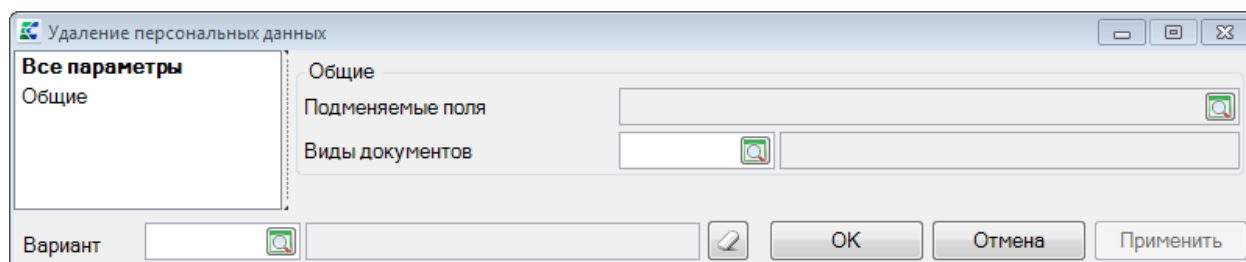 Удаление персональных данных
Все параметры
Общие
Общие
Подменяемые поля
Виды документов
Вариант
OK
Отмена
Применить